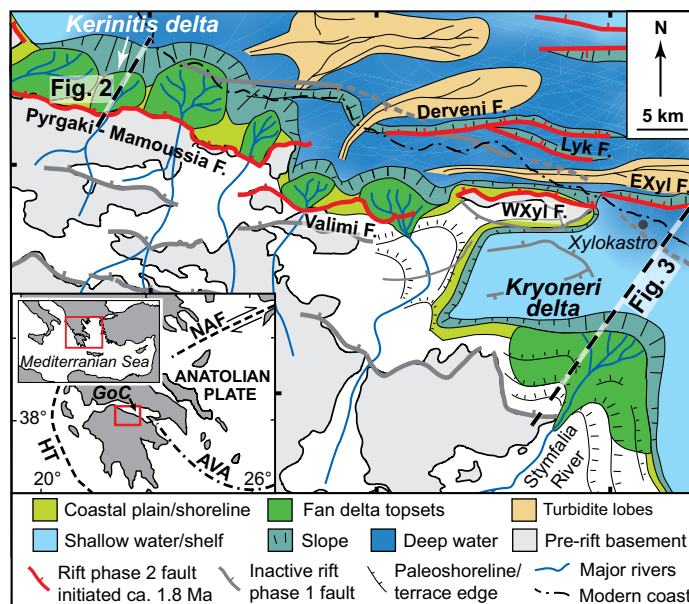 Kerinitis delta
Fig. 2
N
5 km
Derveni F.
Lyk F.
Pyrgaki - Mamoussia F.
EXyl F.
WXyl F.
Valimi F.
Xylokastro
Kryoneri
delta
Fig. 3
Stymfalia
River
Mediterranean Sea
NAF
ANATOLIAN
PLATE
GoC
38°
HT
AVA
20°
26°
Coastal plain/shoreline
Fan delta topsets
Turbidite lobes
Shallow water/shelf
Slope
Deep water
Pre-rift basement
Rift phase 2 fault
initiated ca. 1.8 Ma
Inactive rift
phase 1 fault
Paleoshoreline/
terrace edge
Major rivers
Modern coast